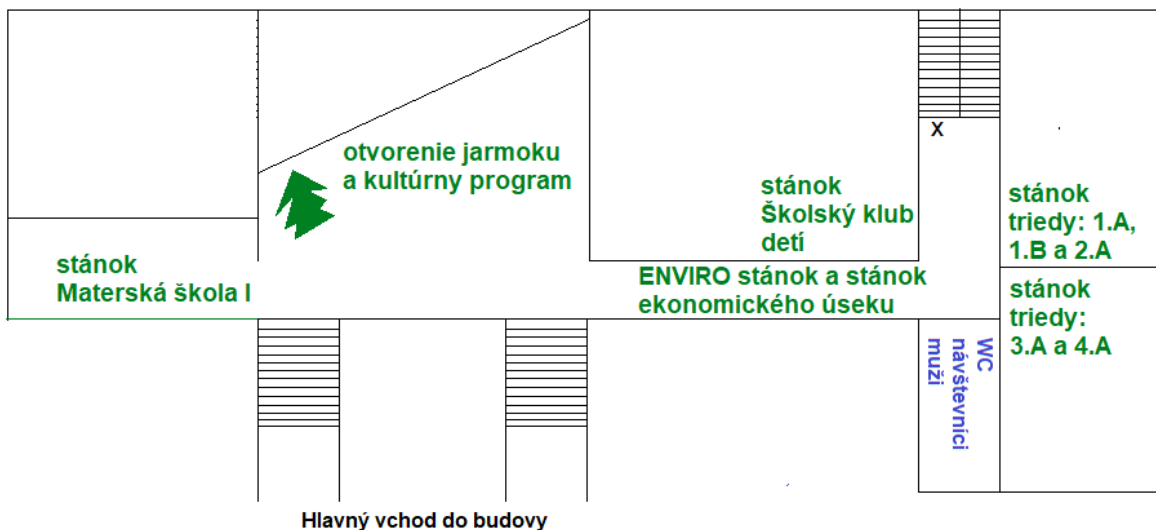 X
otvorenie jarmoku
a kultúrny program
stánok
Školský klub
detí
stánok
triedy: 1.A,
1.B a 2.A
stánok
Materská škola I
ENVIRO stánok a stánok
ekonomického úseku
stánok
triedy:
3.A a 4.A
WC
návštevníci
muži
Hlavný vchod do budovy